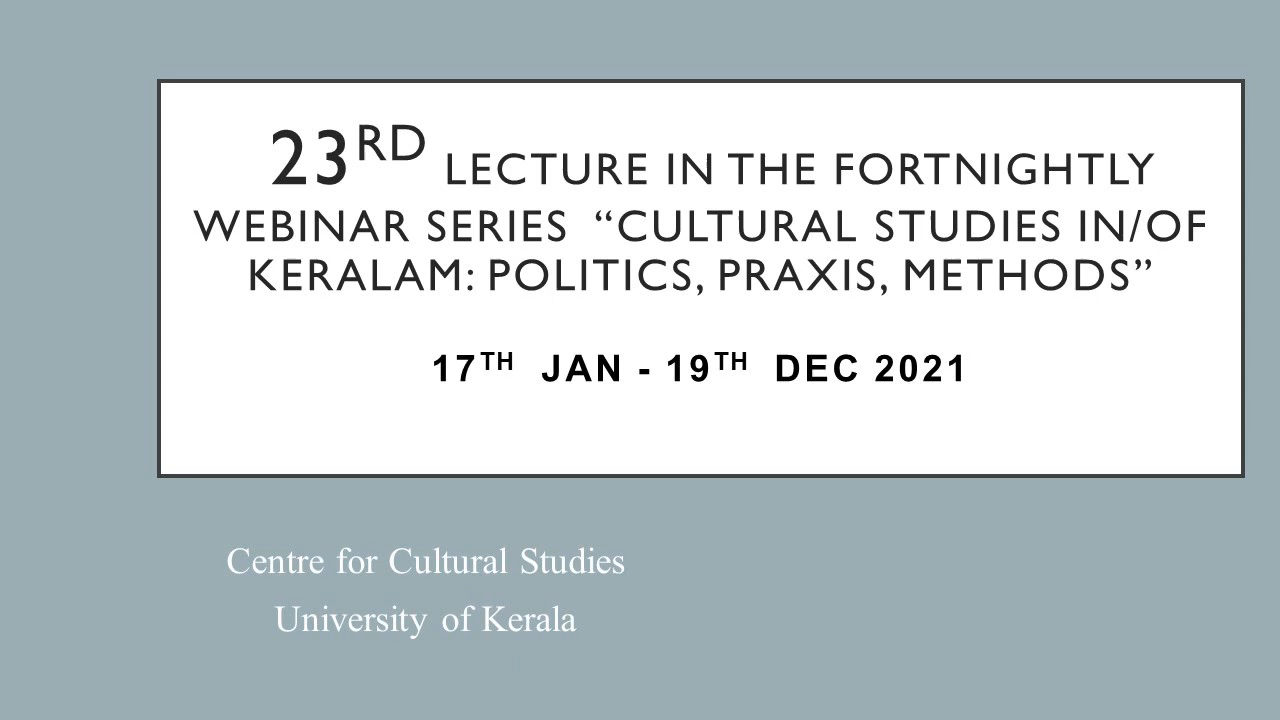 23RD LECTURE IN THE FORTNIGHTLY
WEBINAR SERIES “CULTURAL STUDIES IN/OF
KERALAM: POLITICS, PRAXIS, METHODS”
17TH JAN - 19TH DEC 2021
Centre for Cultural Studies
University of Kerala